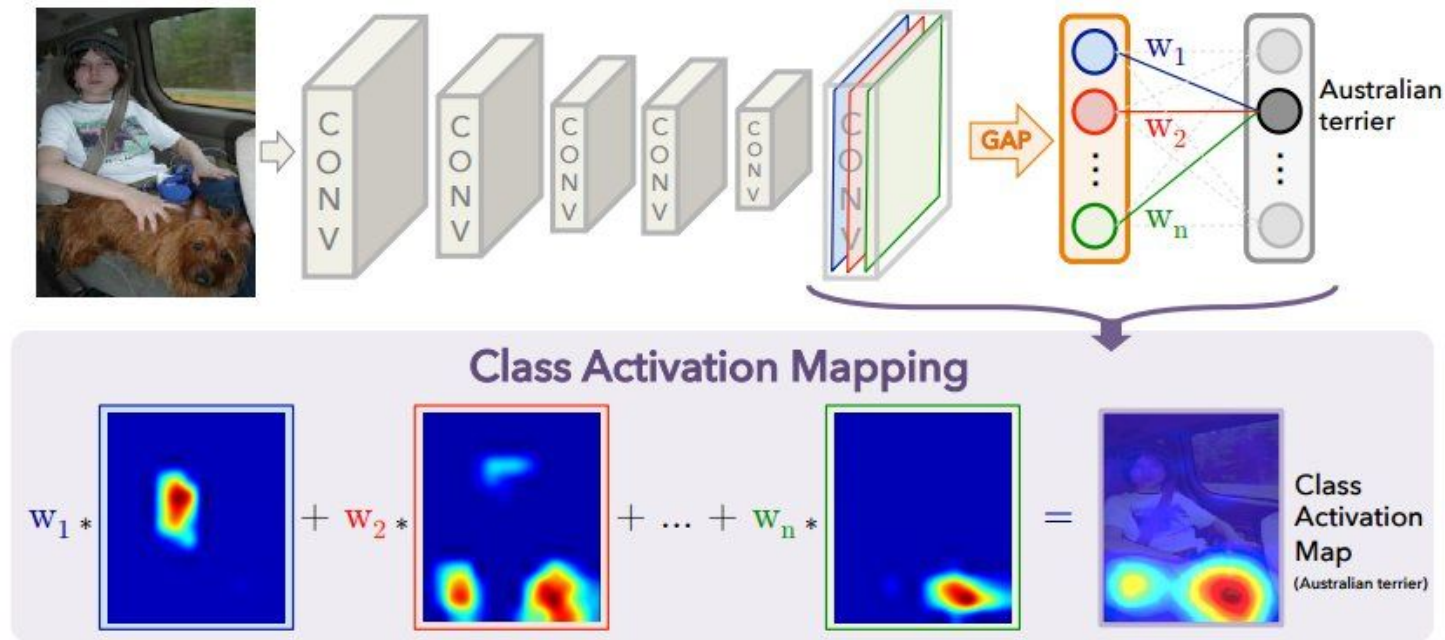 CONV
CONV
CONV
CONV
CONV
CONV
GAP
w1
w2
⋮
wn
⋮
Australian
terrier
Class Activation Mapping
w1 * + w2 * + ... + wn * =
Class
Activation
Map
(Australian terrier)